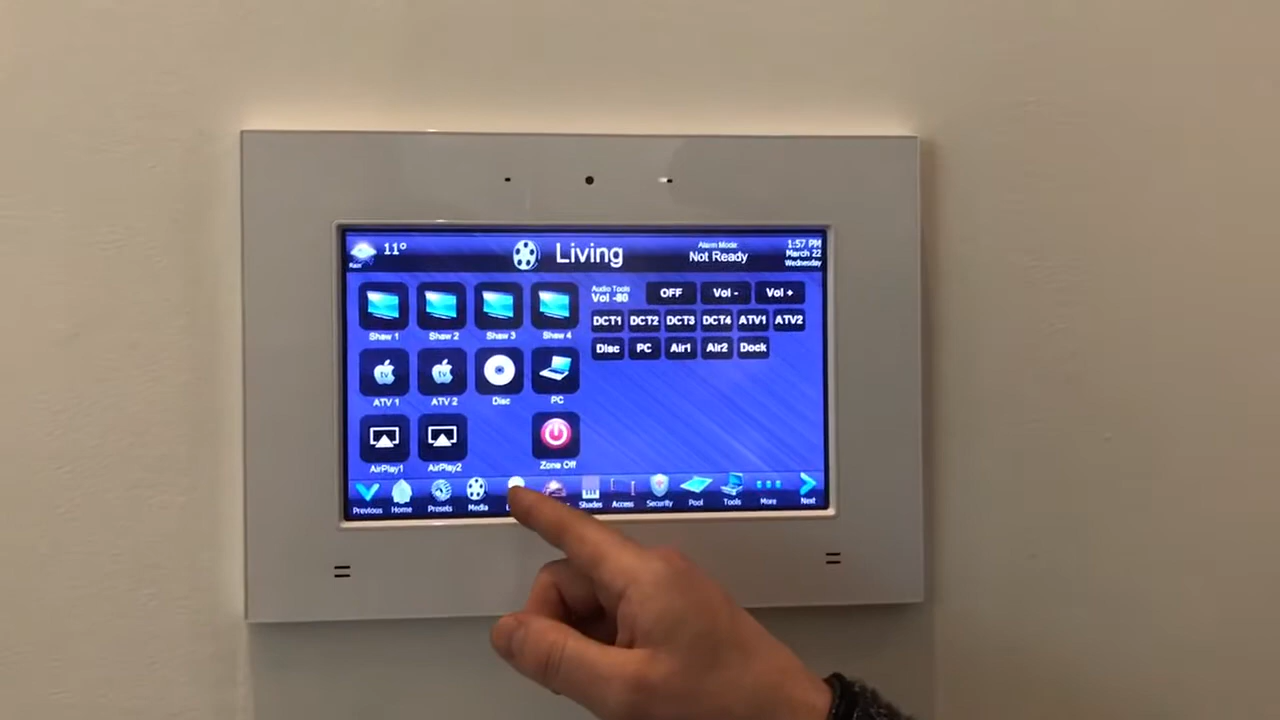 11°
Rain
Living
Alarm Mode:
Not Ready
1:57 PM
March 22
Wednesday
Shaw 1
Shaw 2
Shaw 3
Shaw 4
ATV 1
ATV 2
Disc
PC
AirPlay1
AirPlay2
Zone Off
Audio Tools
Vol -80
OFF
Vol -
Vol +
DCT1
DCT2
DCT3
DCT4
ATV1
ATV2
Disc
PC
Air1
Air2
Dock
Previous
Home
Presets
Media
Shades
Access
Security
Pool
Tools
More
Next